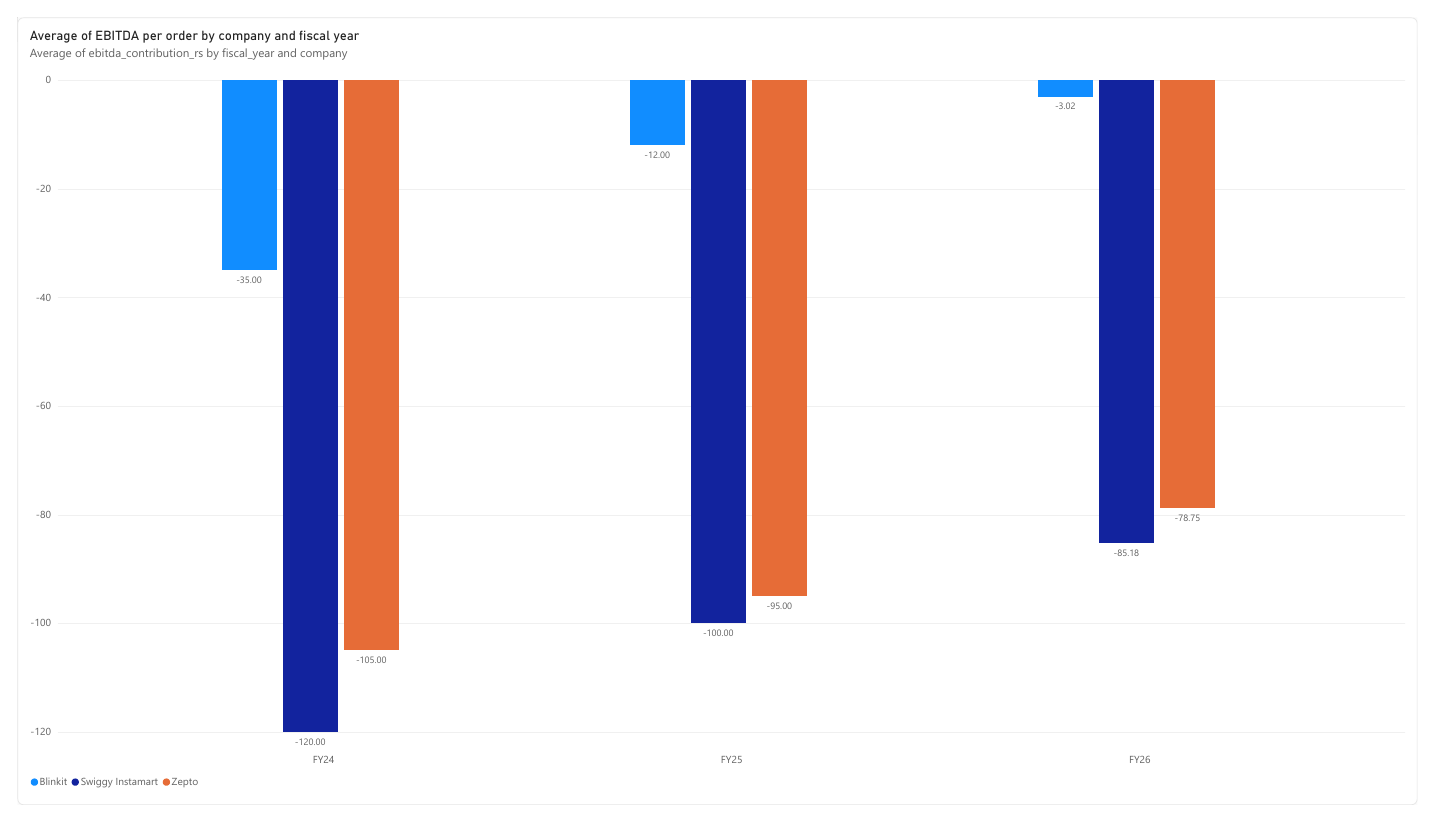 Average of EBITDA per order by company and fiscal year
Average of ebitda_contribution_rs by fiscal_year and company
0
-20
-40
-60
-80
-100
-120
-35.00
-120.00
-105.00
-12.00
-100.00
-95.00
-3.02
-85.18
-78.75
FY24
FY25
FY26
Blinkit
Swiggy Instamart
Zepto